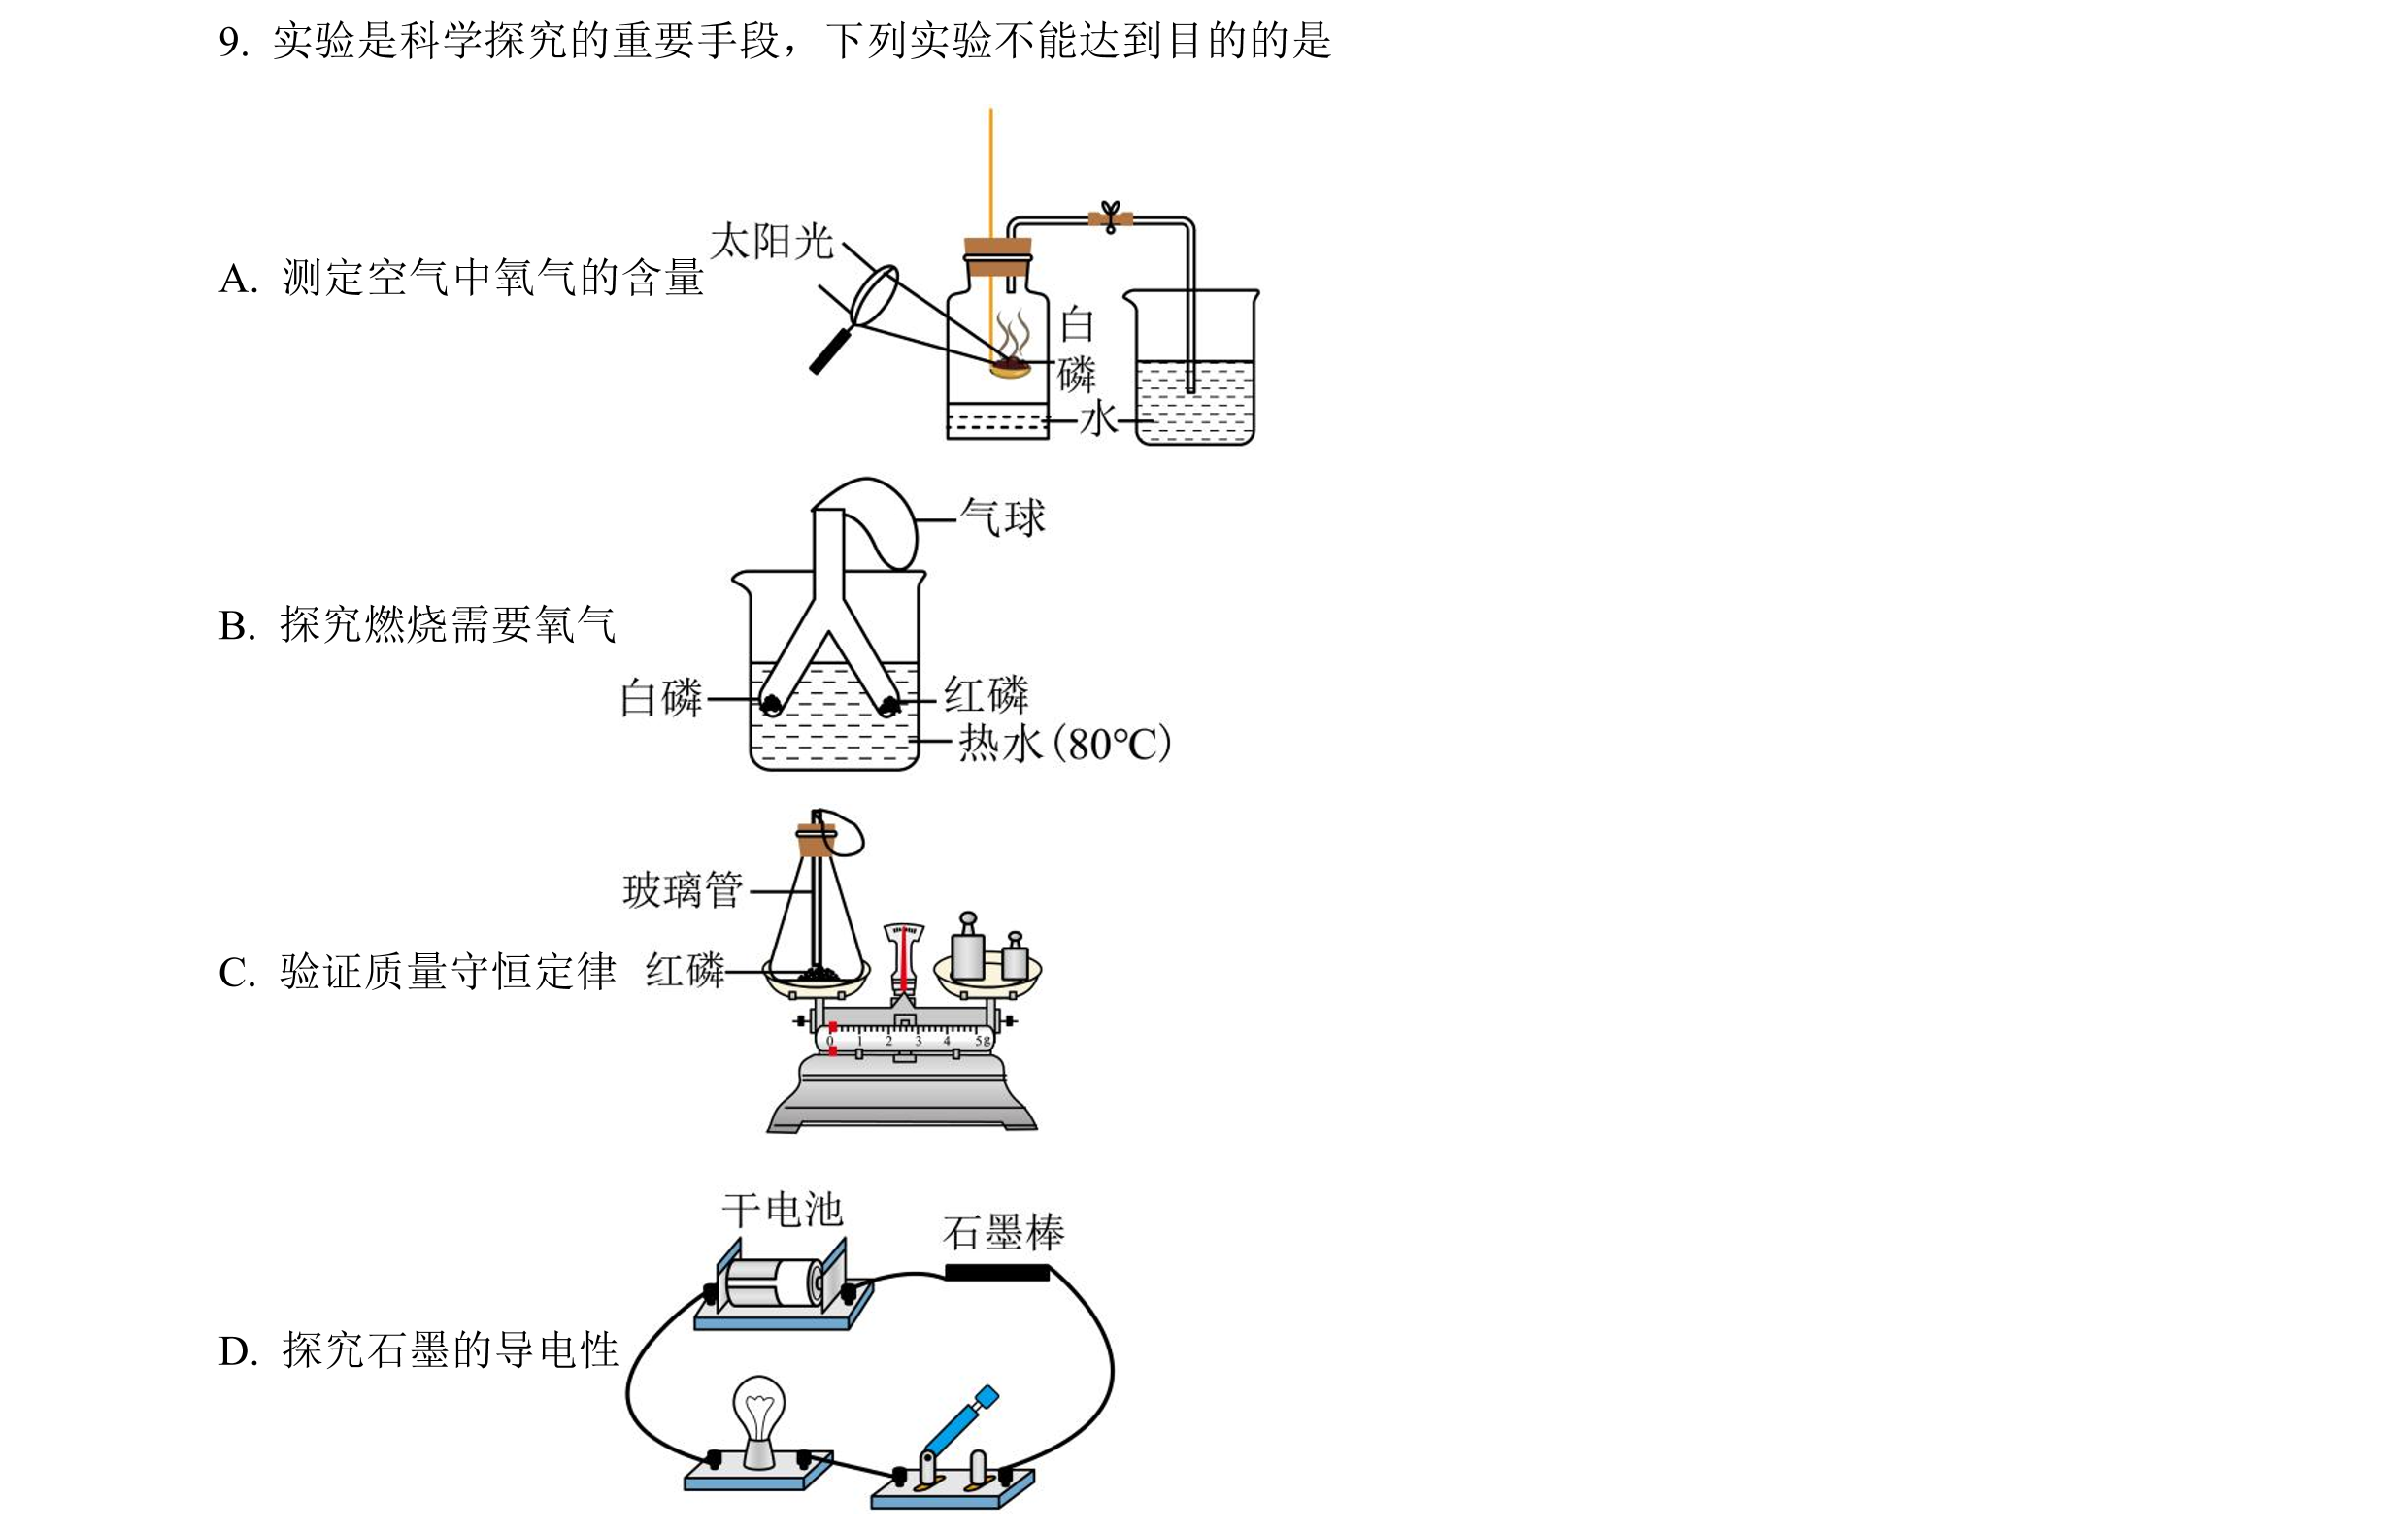 9. 实验是科学探究的重要手段，下列实验不能达到目的的是
太阳光
A. 测定空气中氧气的含量
白
磷
水
气球
B. 探究燃烧需要氧气
白磷
红磷
热水(80℃)
玻璃管
C. 验证质量守恒定律
红磷
0 1 2 3 4 5g
干电池
石墨棒
D. 探究石墨的导电性